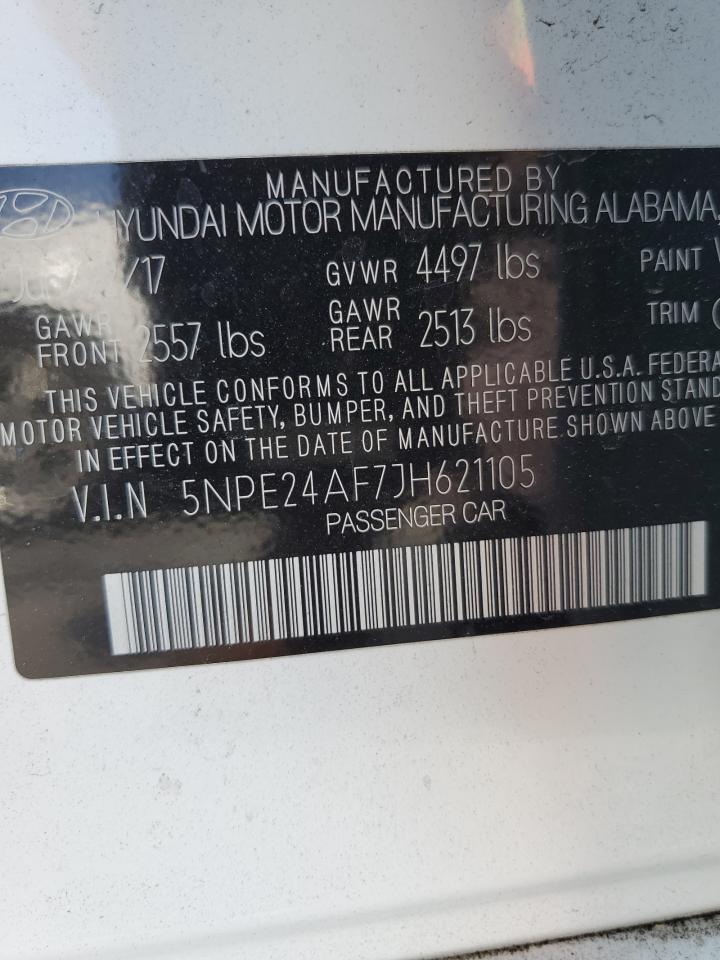 MANUFACTURED BY
HYUNDAI MOTOR MANUFACTURING ALABAMA,
/17 GVWR 4497 lbs PAINT
GAWR FRONT 2557 lbs GAWR REAR 2513 lbs TRIM
THIS VEHICLE CONFORMS TO ALL APPLICABLE U.S.A. FEDERA
MOTOR VEHICLE SAFETY, BUMPER, AND THEFT PREVENTION STAND
IN EFFECT ON THE DATE OF MANUFACTURE SHOWN ABOVE
V.I.N 5NPE24AF7JH621105
PASSENGER CAR